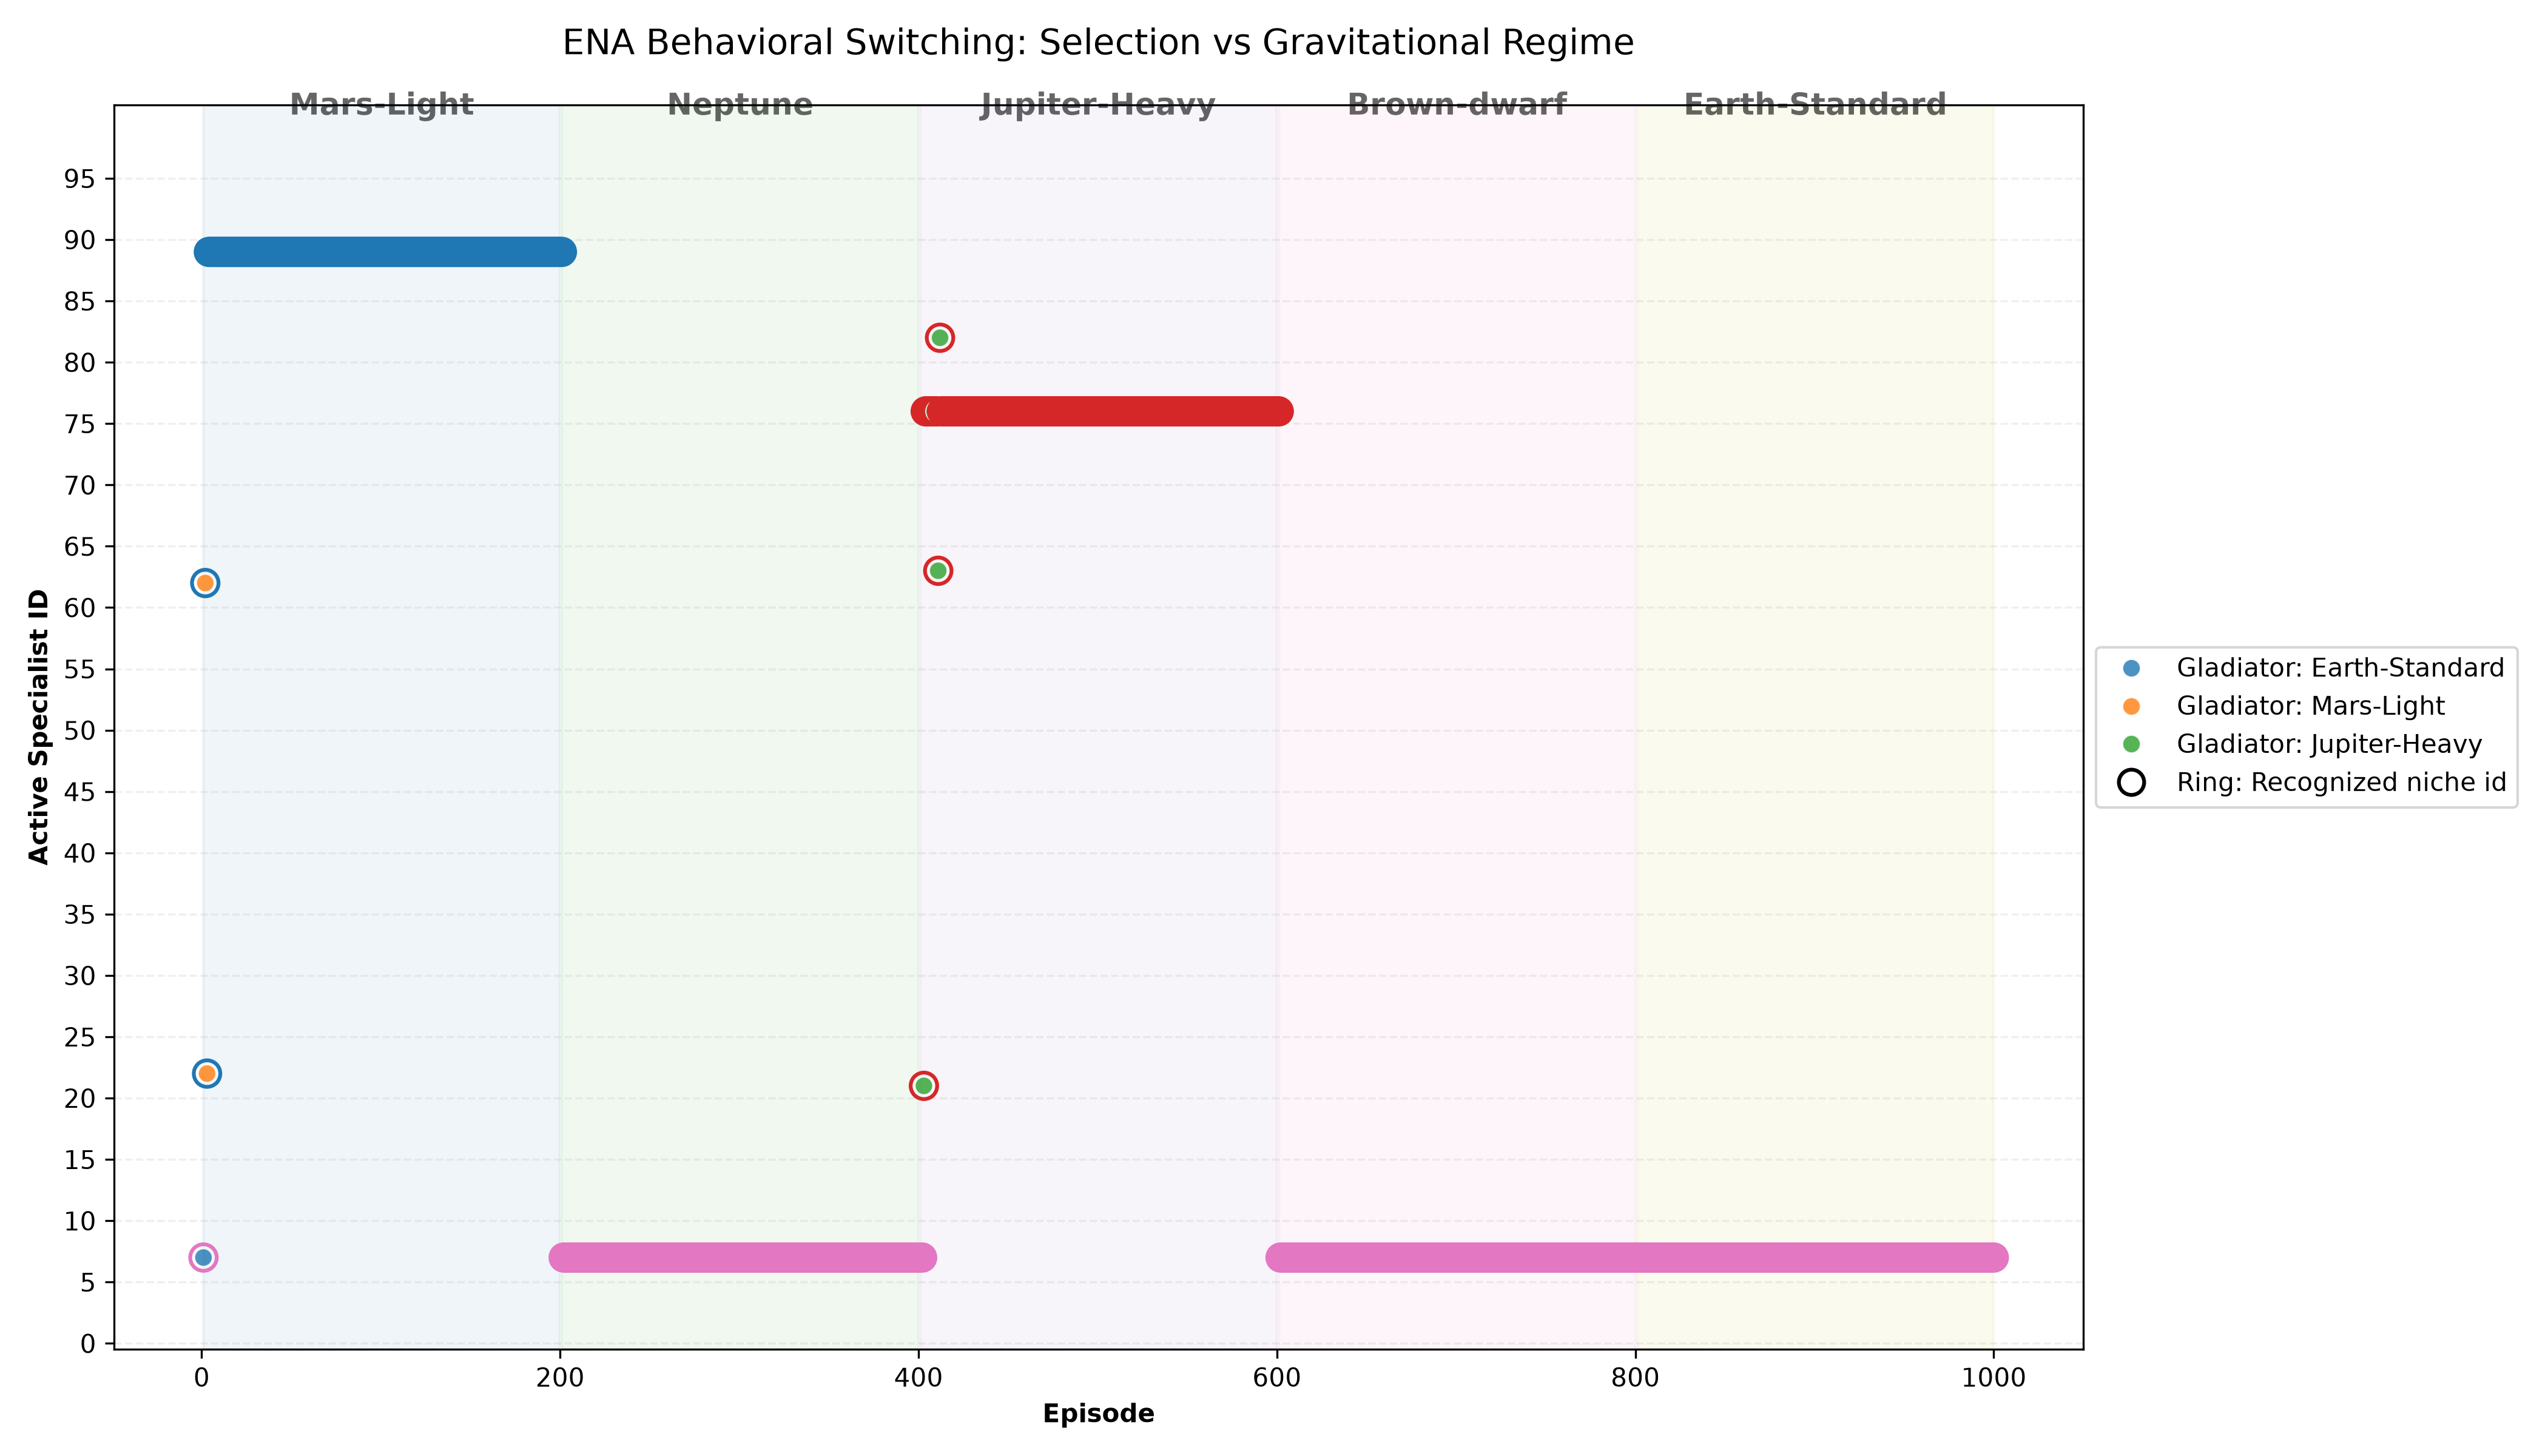 ENA Behavioral Switching: Selection vs Gravitational Regime
Mars-Light Neptune Jupiter-Heavy Brown-dwarf Earth-Standard
95
90
85
80
75
70
65
60
55
50
45
40
35
30
25
20
15
10
5
0
Active Specialist ID
0 200 400 600 800 1000
Episode
Gladiator: Earth-Standard
Gladiator: Mars-Light
Gladiator: Jupiter-Heavy
Ring: Recognized niche id